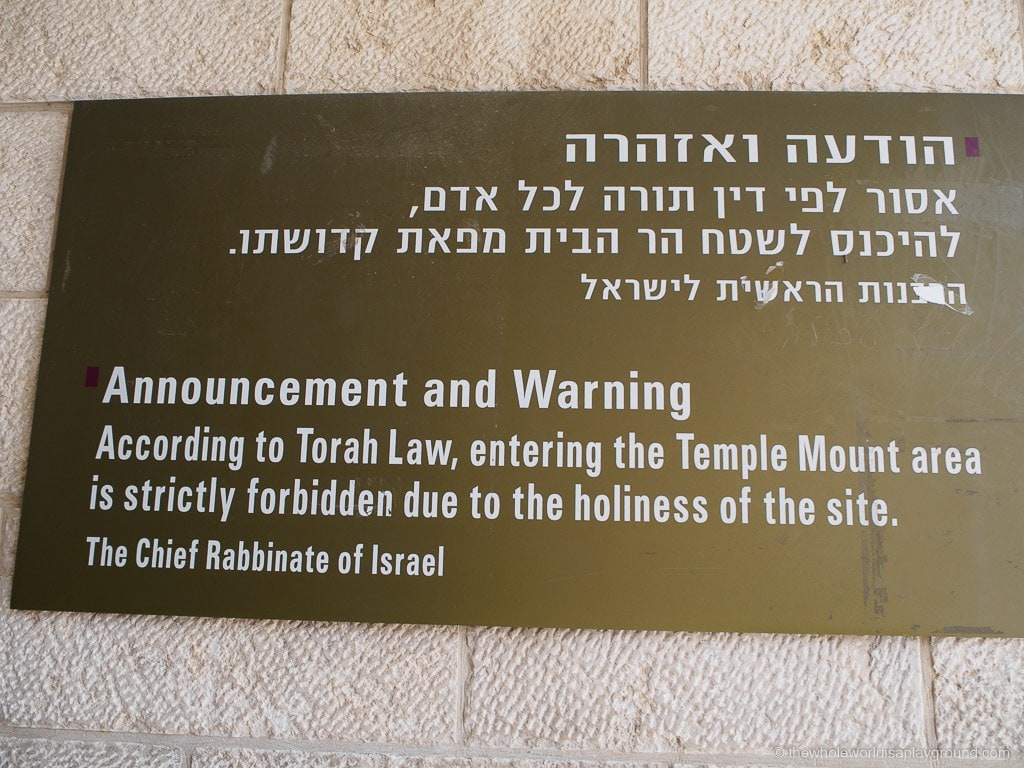 הודעה ואזהרה
אסור לפי דין תורה לכל אדם,
להיכנס לשטח הר הבית מפאת קדושתו.
הראשית לישראל
Announcement and Warning
According to Torah Law, entering the Temple Mount area
is strictly forbidden due to the holiness of the site.
The Chief Rabbinate of Israel
© thewholeworldisaplayground.com